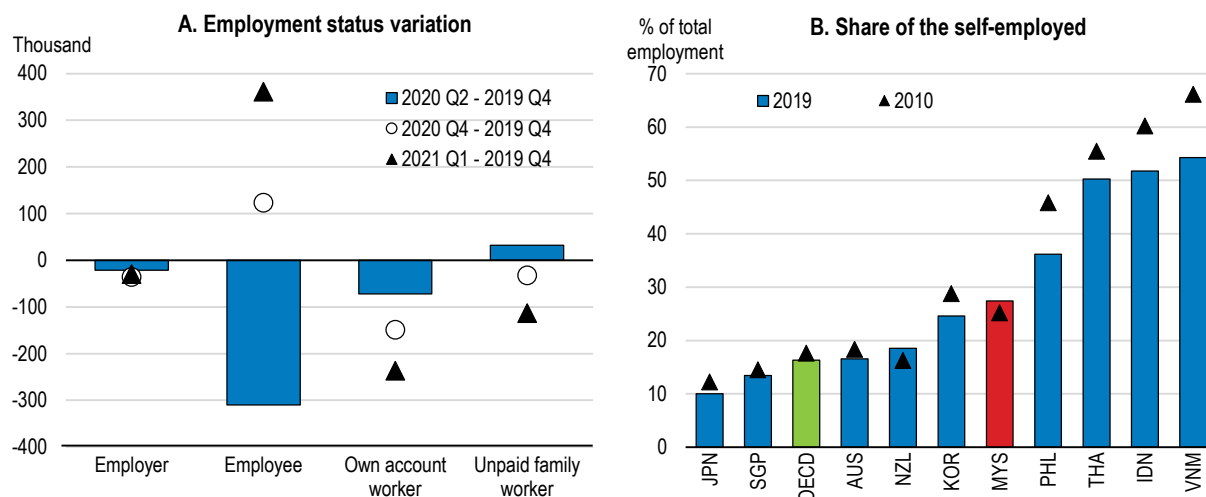 A. Employment status variation
Thousand
400
300
200
100
0
-100
-200
-300
-400
2020 Q2 - 2019 Q4
2020 Q4 - 2019 Q4
2021 Q1 - 2019 Q4
Employer
Employee
Own account
worker
Unpaid family
worker
B. Share of the self-employed
% of total
employment
70
60
50
40
30
20
10
0
2019
2010
JPN
SGP
OECD
AUS
NZL
KOR
MYS
PHL
THA
IDN
VNM